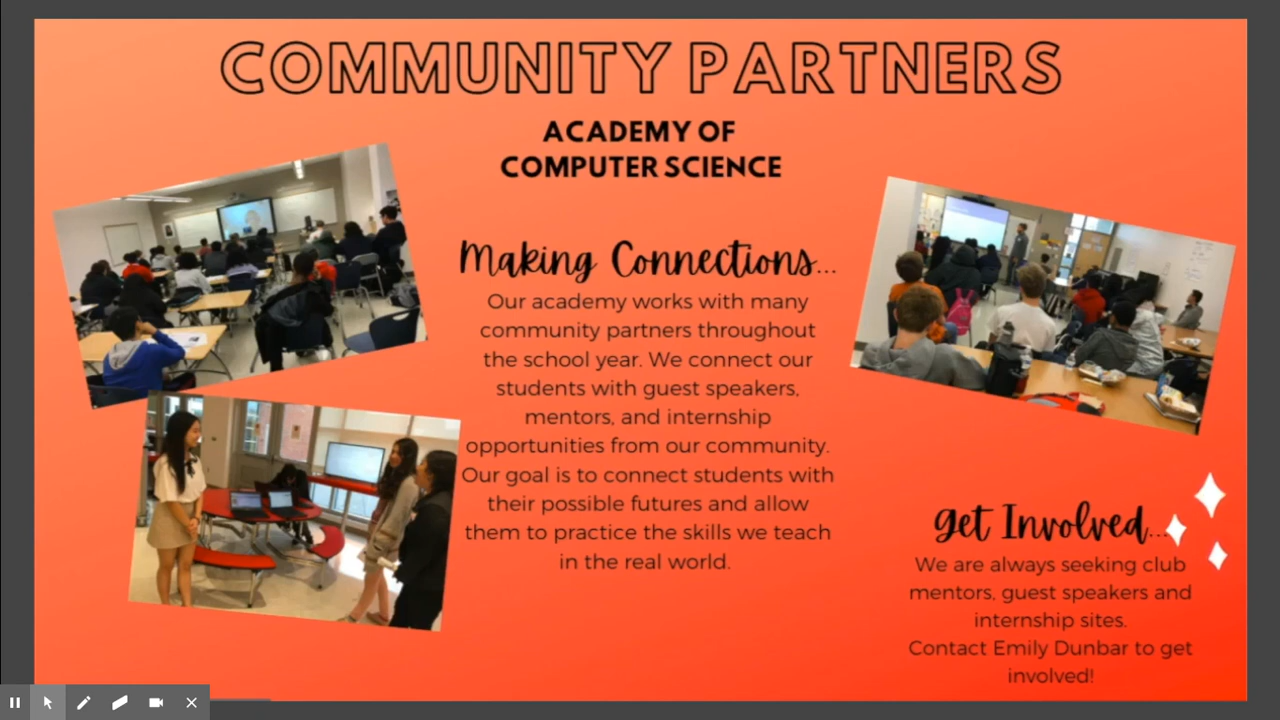 COMMUNITY PARTNERS
ACADEMY OF
COMPUTER SCIENCE
Making Connections...
Our academy works with many
community partners throughout
the school year. We connect our
students with guest speakers,
mentors, and internship
opportunities from our community.
Our goal is to connect students with
their possible futures and allow
them to practice the skills we teach
in the real world.
Get Involved...
We are always seeking club
mentors, guest speakers and
internship sites.
Contact Emily Dunbar to get
involved!